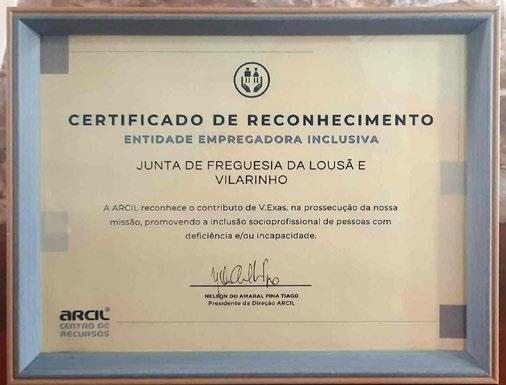 CERTIFICADO DE RECONHECIMENTO
ENTIDADE EMPREGADORA INCLUSIVA
JUNTA DE FREGUESIA DA LOUSÃ E
VILARINHO
A ARCIL reconhece o contributo de V.Exas. na prossecução da nossa
missão, promovendo a inclusão socioprofissional de pessoas com
deficiência e/ou incapacidade.
NELSON DO AMARAL PINA TIAGO
Presidente da Direção ARCIL
ARCIL
CENTRO DE
RECURSOS